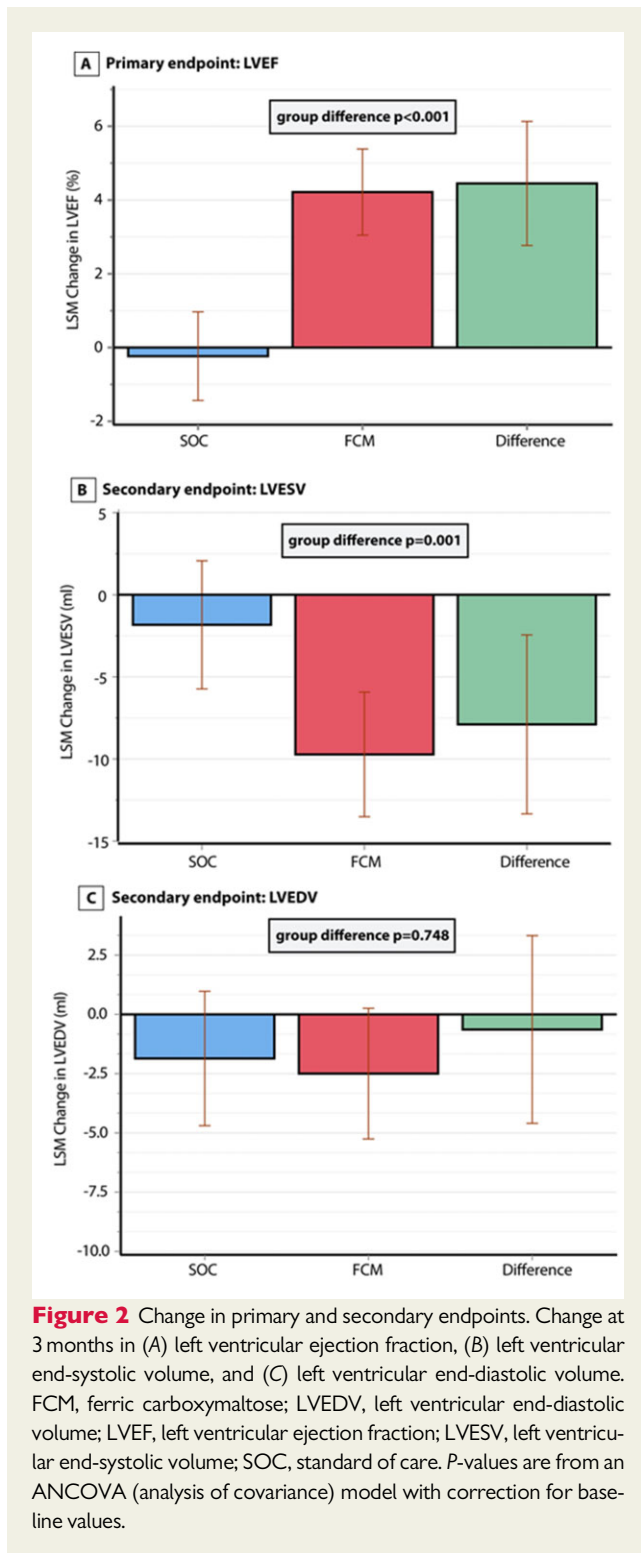 A Primary endpoint: LVEF
group difference p<0.001
LSM Change in LVEF (%)
6
4
2
0
-2
SOC FCM Difference
B Secondary endpoint: LVESV
group difference p=0.001
LSM Change in LVESV (ml)
5
0
-5
-10
-15
SOC FCM Difference
C Secondary endpoint: LVEDV
group difference p=0.748
LSM Change in LVEDV (ml)
2.5
0.0
-2.5
-5.0
-7.5
-10.0
SOC FCM Difference
Figure 2 Change in primary and secondary endpoints. Change at
3 months in (A) left ventricular ejection fraction, (B) left ventricular
end-systolic volume, and (C) left ventricular end-diastolic volume.
FCM, ferric carboxymaltose; LVEDV, left ventricular end-diastolic
volume; LVEF, left ventricular ejection fraction; LVESV, left ventricu-
lar end-systolic volume; SOC, standard of care. P-values are from an
ANCOVA (analysis of covariance) model with correction for base-
line values.